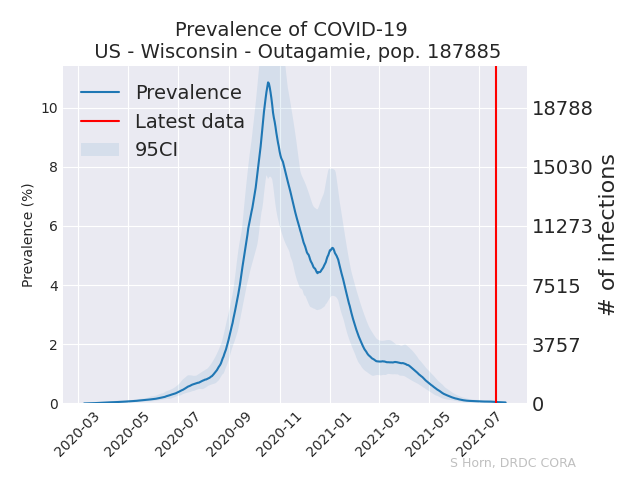 Prevalence of COVID-19
US - Wisconsin - Outagamie, pop. 187885
Prevalence
Latest data
95CI
Prevalence (%)
10
8
6
4
2
0
18788
15030
11273
7515
3757
0
# of infections
2020-03
2020-05
2020-07
2020-09
2020-11
2021-01
2021-03
2021-05
2021-07
S Horn, DRDC CORA